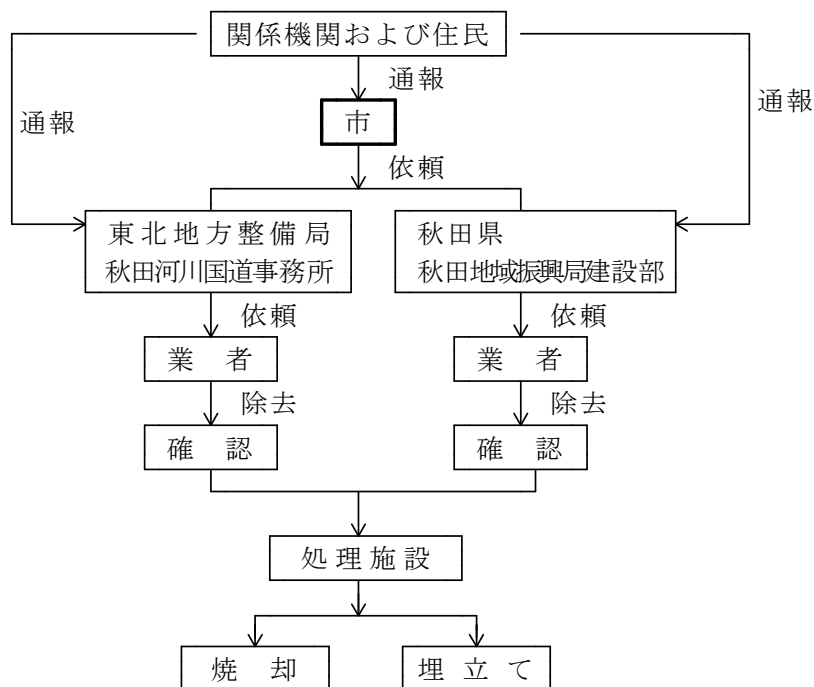 関係機関および住民
通報
通報
通報
市
依頼
東北地方整備局
秋田河川国道事務所
秋田県
秋田地域振興局建設部
依頼
依頼
業者
業者
除去
除去
確認
確認
処理施設
焼却
埋立て